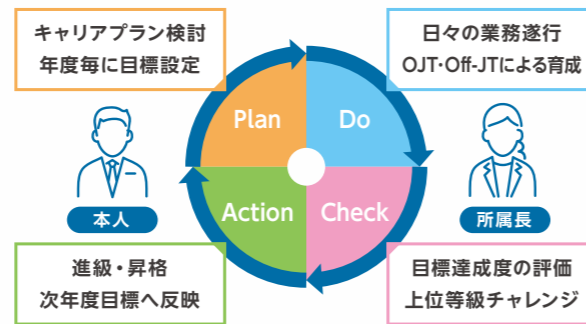 キャリアプラン検討
年度毎に目標設定
日々の業務遂行
OJT・Off-JTによる育成
Plan
Do
本人
Action
Check
所属長
進級・昇格
次年度目標へ反映
目標達成度の評価
上位等級チャレンジ